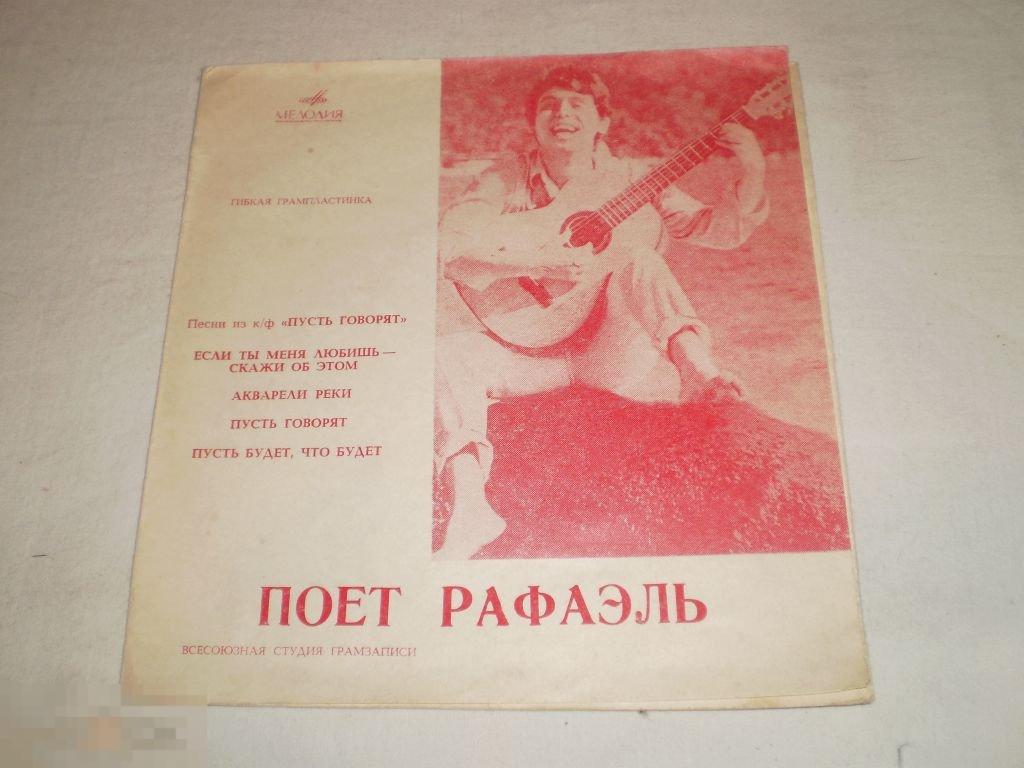 МЕЛОДИЯ
ГИБКАЯ ГРАМПЛАСТИНКА
Песни из к/ф «ПУСТЬ ГОВОРЯТ»
ЕСЛИ ТЫ МЕНЯ ЛЮБИШЬ —
СКАЖИ ОБ ЭТОМ
АКВАРЕЛИ РЕКИ
ПУСТЬ ГОВОРЯТ
ПУСТЬ БУДЕТ, ЧТО БУДЕТ
ПОЕТ РАФАЭЛЬ
ВСЕСОЮЗНАЯ СТУДИЯ ГРАМЗАПИСИ